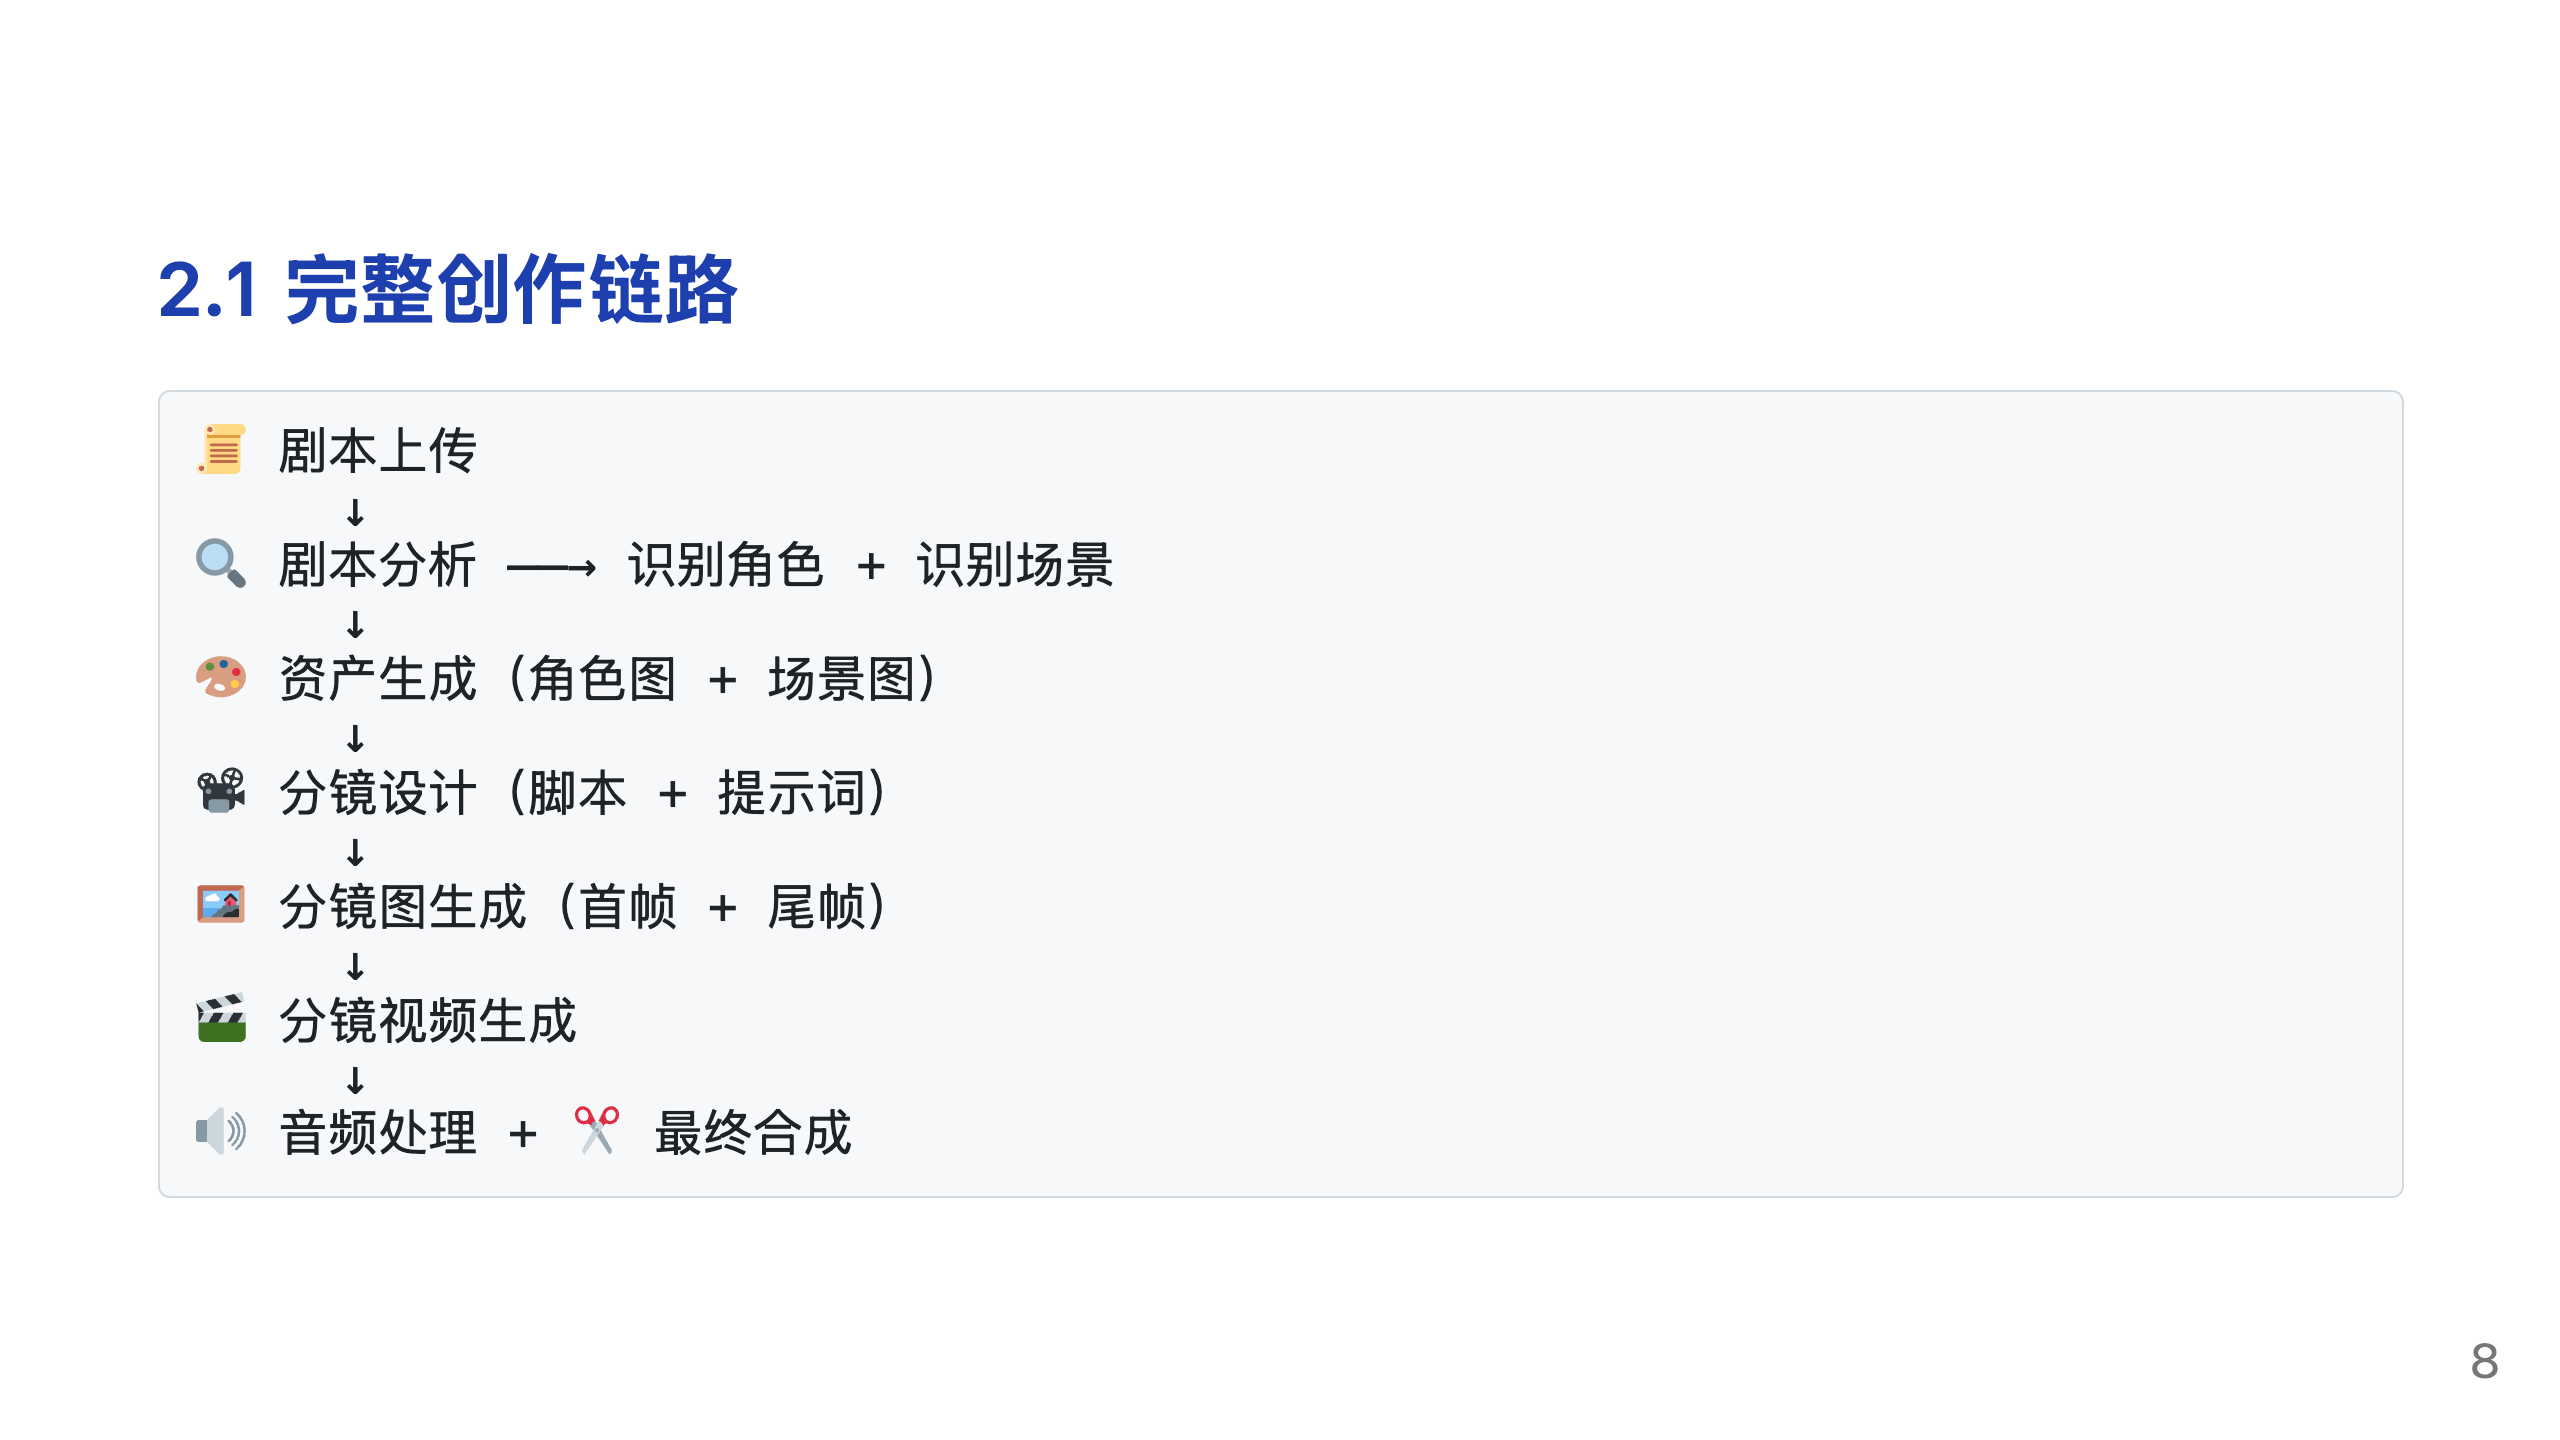 2.1 完整创作链路
📜 剧本上传
↓
🔍 剧本分析 ──→ 识别角色 + 识别场景
↓
🎨 资产生成（角色图 + 场景图）
↓
🎥 分镜设计（脚本 + 提示词）
↓
🖼️ 分镜图生成（首帧 + 尾帧）
↓
🎬 分镜视频生成
↓
🔊 音频处理 + ✂️ 最终合成
8